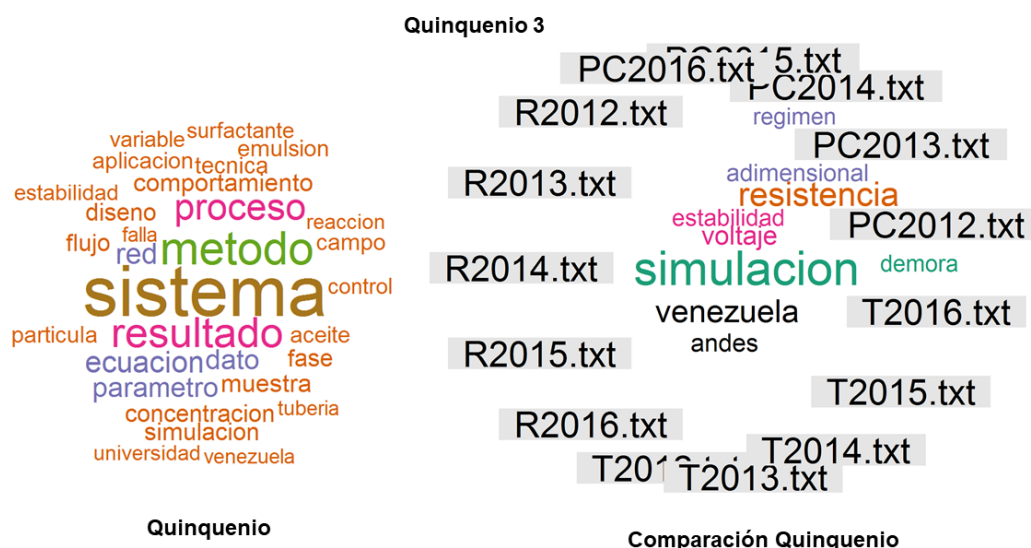 Quinquenio 3
variable surfactante
aplicacion tecnica emulsion
estabilidad comportamiento
diseno proceso reaccion
flujo falla
red metodo campo
sistema control
particula resultado aceite
ecuacion dato fase
parametro muestra
concentracion tuberia
simulacion
universidad venezuela
Quinquenio
PC2015.txt
PC2016.txt
PC2014.txt
R2012.txt
regimen
PC2013.txt
R2013.txt
adimensional
resistencia
estabilidad
voltaje
PC2012.txt
R2014.txt
simulacion
demora
venezuela
T2016.txt
andes
R2015.txt
T2015.txt
R2016.txt
T2014.txt
T2013.txt
Comparación Quinquenio